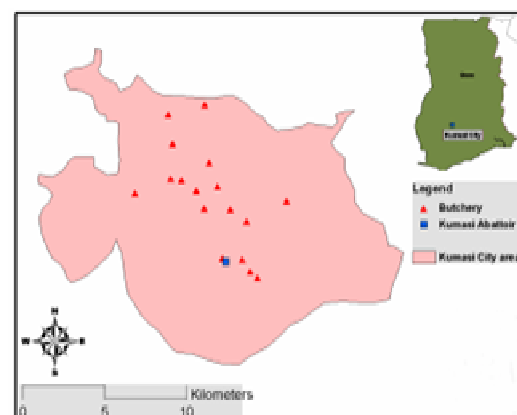 Kumasi City
Legend
Butchery
Kumasi Abattoir
Kumasi City area
N
W
E
S
0
5
10
Kilometers